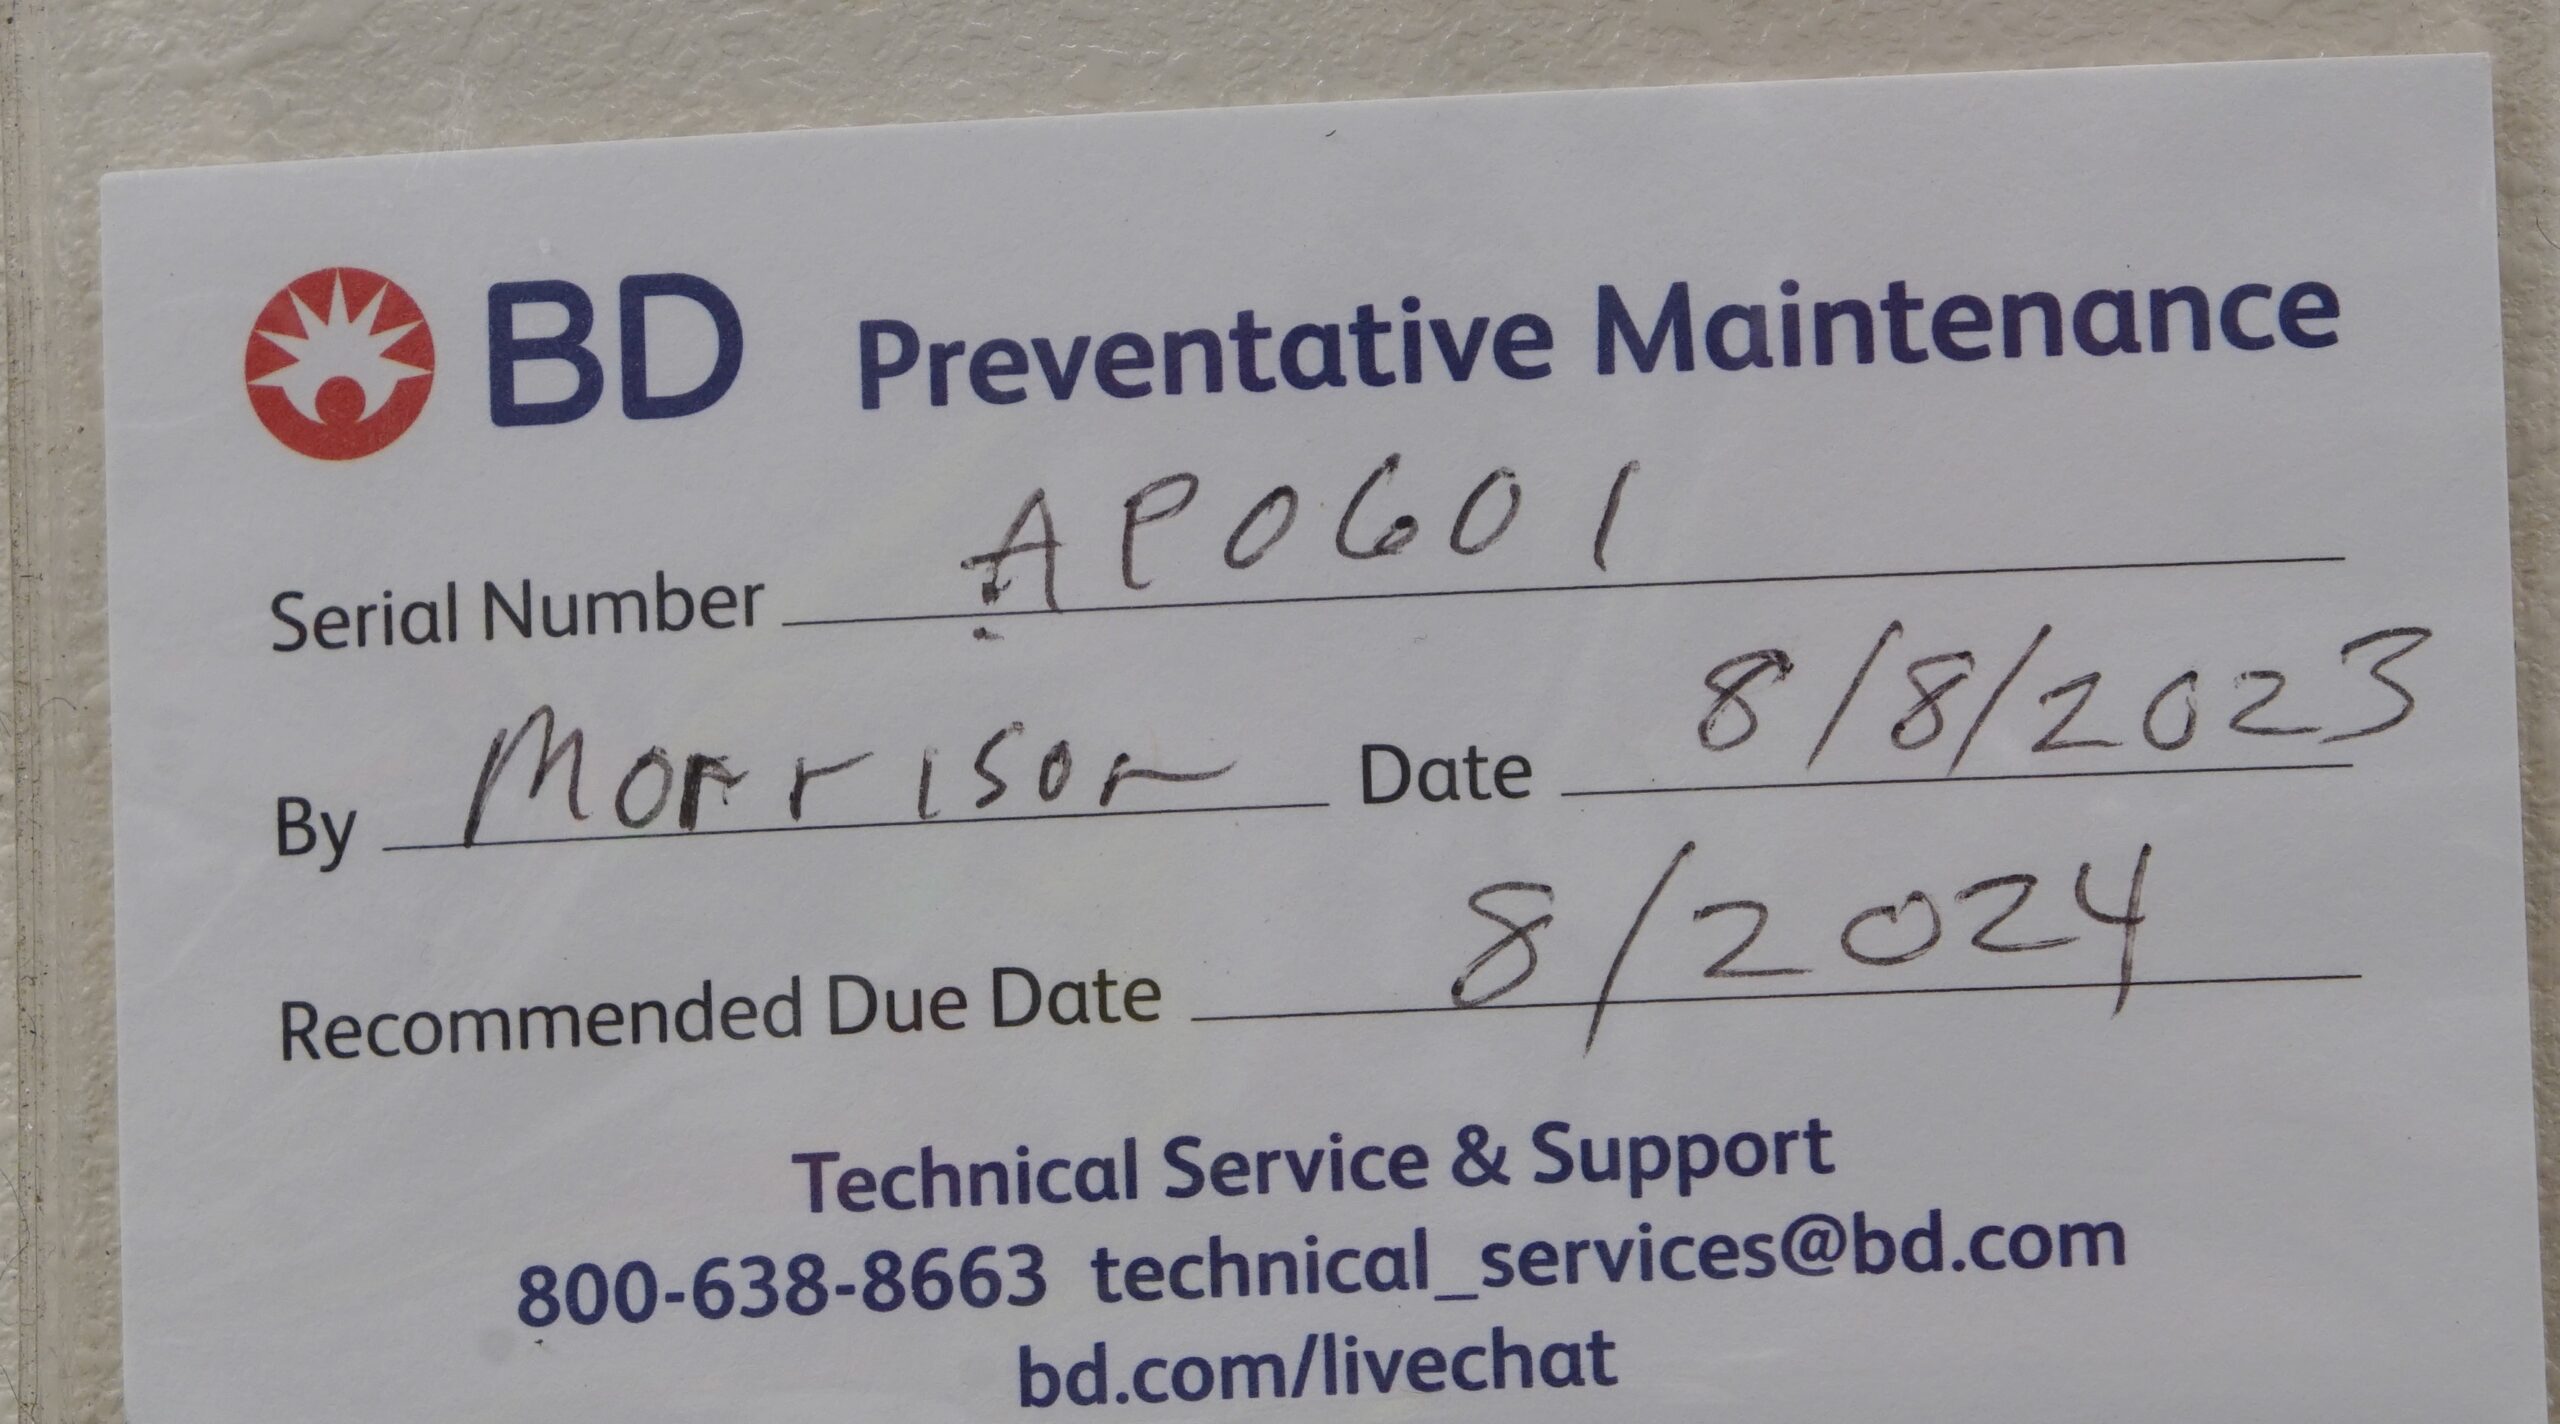 BD Preventative Maintenance
Serial Number AP0601
By Morrison Date 8/8/2023
Recommended Due Date 8/2024
Technical Service & Support
800-638-8663 technical_services@bd.com
bd.com/livechat